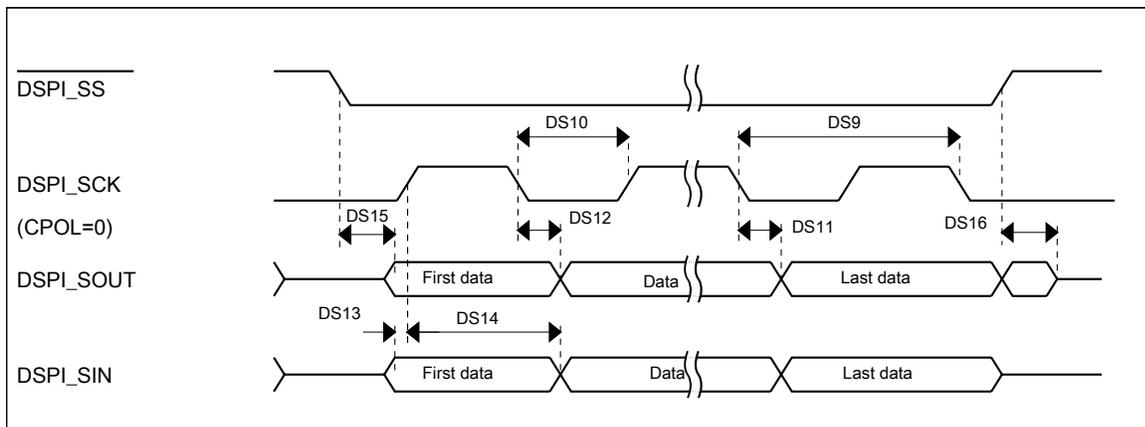 DSPI_SS
DS10
DS9
DSPI_SCK
(CPOL=0)
DS15
DS12
DS11
DS16
DSPI_SOUT
First data
Data
Last data
DS13
DS14
DSPI_SIN
First data
Data
Last data